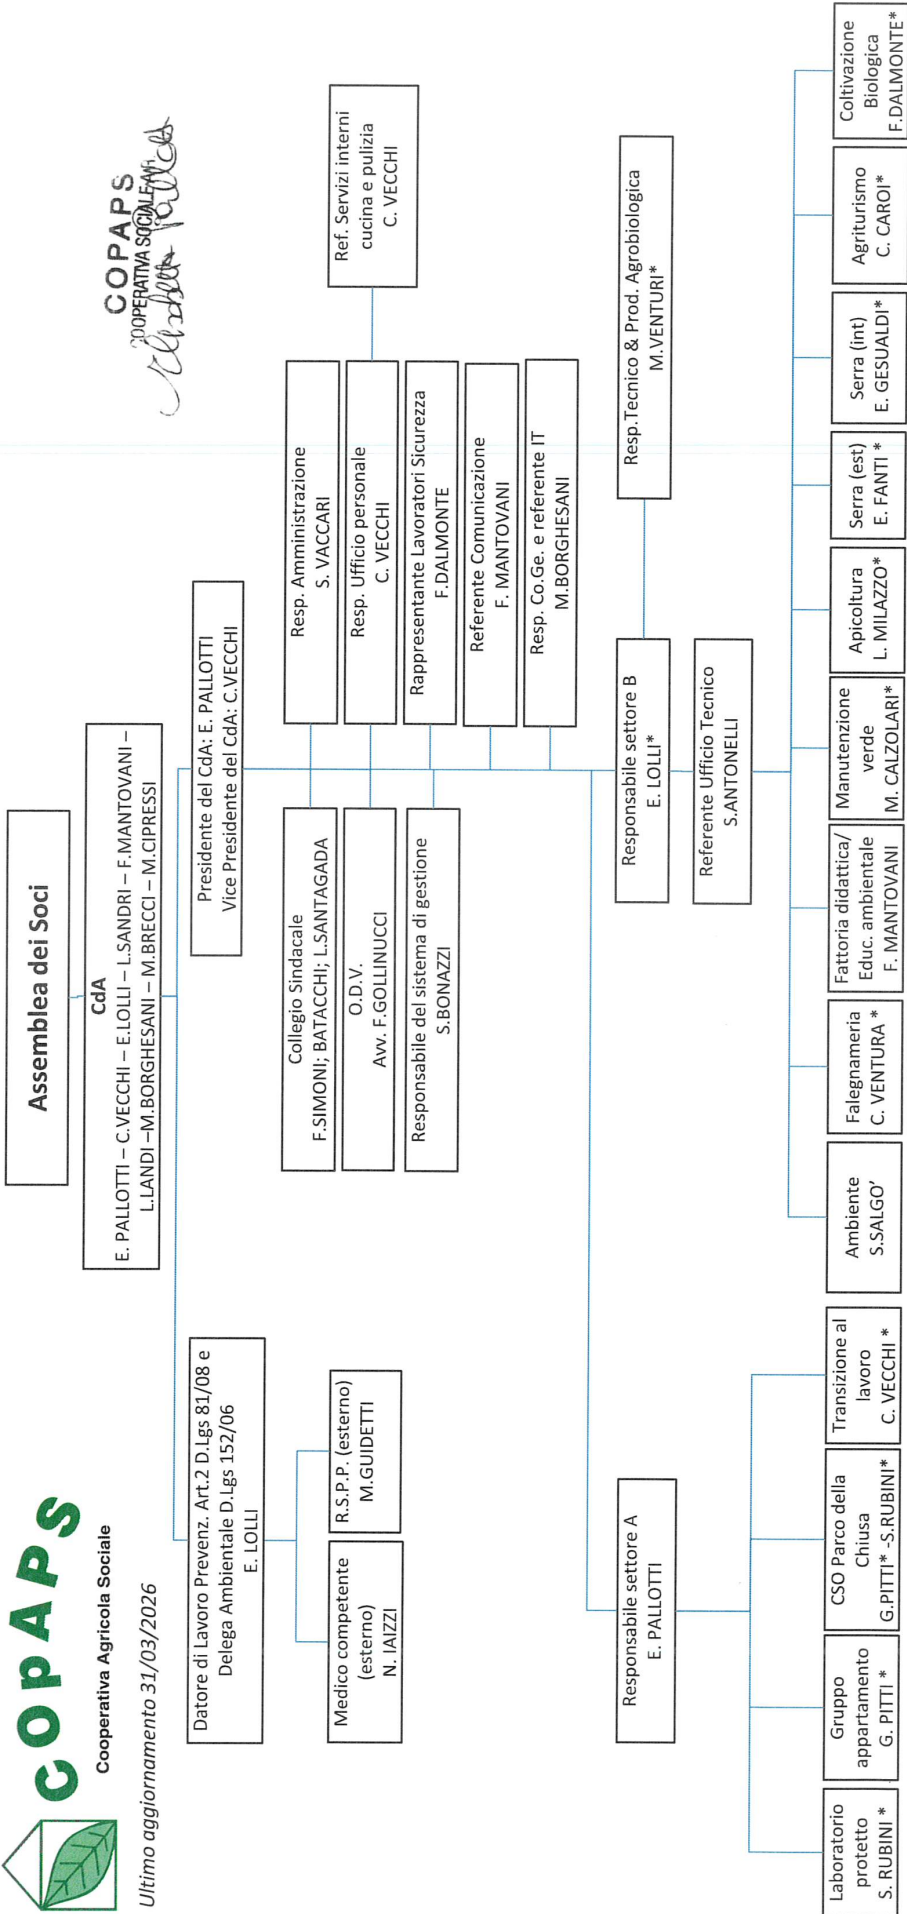 COPAPS
Cooperativa Agricola Sociale
Ultimo aggiornamento 31/03/2026
COPAPS
COOPERATIVA SOCIALE
Assemblea dei Soci
CdA
E. PALLOTTI – C.VECCHI – E.LOLLI – L.SANDRI – F.MANTOVANI –
L.LANDI –M.BORGHESANI – M.BRECCI – M.CIPRESSI
Datore di Lavoro Prevenz. Art.2 D.Lgs 81/08 e
Delega Ambientale D.Lgs 152/06
E. LOLLI
Presidente del CdA: E. PALLOTTI
Vice Presidente del CdA: C.VECCHI
Medico competente
(esterno)
N. IAIZZI
R.S.P.P. (esterno)
M.GUIDETTI
Collegio Sindacale
F.SIMONI; BATACCHI; L.SANTAGADA
O.D.V.
Avv. F.GOLLINUCCI
Responsabile del sistema di gestione
S.BONAZZI
Resp. Amministrazione
S. VACCARI
Resp. Ufficio personale
C. VECCHI
Rappresentante Lavoratori Sicurezza
F.DALMONTE
Referente Comunicazione
F. MANTOVANI
Resp. Co.Ge. e referente IT
M.BORGHESANI
Ref. Servizi interni
cucina e pulizia
C. VECCHI
Responsabile settore A
E. PALLOTTI
Responsabile settore B
E. LOLLI*
Resp.Tecnico & Prod. Agrobiologica
M.VENTURI*
Referente Ufficio Tecnico
S.ANTONELLI
Laboratorio
protetto
S. RUBINI *
Gruppo
appartamento
G. PITTI *
CSO Parco della
Chiusa
G.PITTI* -S.RUBINI*
Transizione al
lavoro
C. VECCHI *
Ambiente
S.SALGO’
Falegnameria
C. VENTURA *
Fattoria didattica/
Educ. ambientale
F. MANTOVANI
Manutenzione
verde
M. CALZOLARI*
Apicoltura
L. MILAZZO*
Serra (est)
E. FANTI *
Serra (int)
E. GESUALDI*
Agriturismo
C. CAROI*
Coltivazione
Biologica
F.DALMONTE*